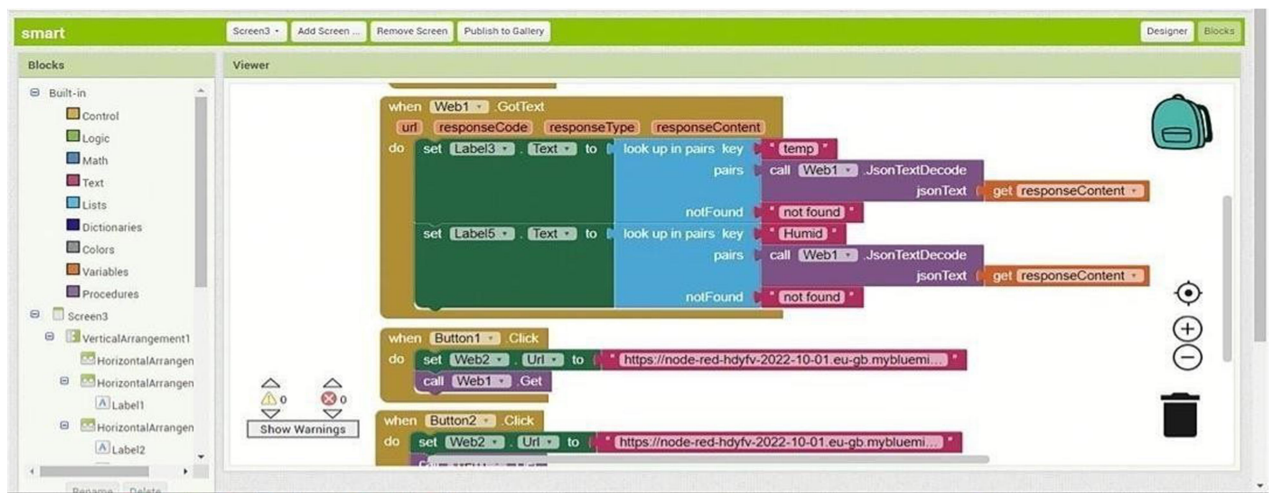 smart Screen3 Add Screen ... Remove Screen Publish to Gallery Designer Blocks
Blocks
Built-in
Control
Logic
Math
Text
Lists
Dictionaries
Colors
Variables
Procedures
Screen3
VerticalArrangement1
HorizontalArrangen
HorizontalArrangen
Label1
HorizontalArrangen
Label2
Rename Delete
Viewer
when Web1 .GotText
url responseCode responseType responseContent
do set Label3 . Text to look up in pairs key " temp "
pairs call Web1 .JsonTextDecode
jsonText get responseContent
notFound " not found "
set Label5 . Text to look up in pairs key " Humid "
pairs call Web1 .JsonTextDecode
jsonText get responseContent
notFound " not found "
when Button1 .Click
do set Web2 . Url to " https://node-red-hdyfv-2022-10-01.eu-gb.mybluemi... "
call Web1 .Get
when Button2 .Click
do set Web2 . Url to " https://node-red-hdyfv-2022-10-01.eu-gb.mybluemi... "
0 0
Show Warnings